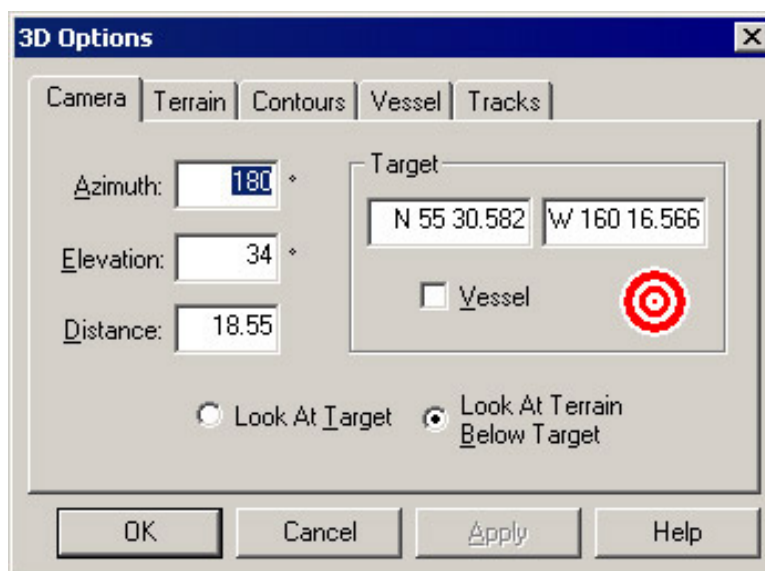 3D Options
Camera Terrain Contours Vessel Tracks
Azimuth: 180 °
Elevation: 34 °
Distance: 18.55
Target
N 55 30.582 W 160 16.566
Vessel
Look At Target
Look At Terrain
Below Target
OK Cancel Apply Help